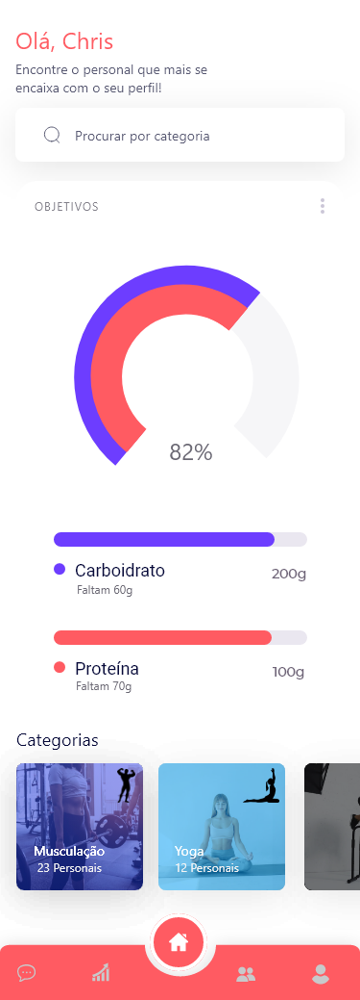 Olá, Chris
Encontre o personal que mais se
encaixa com o seu perfil!
Procurar por categoria
OBJETIVOS
82%
Carboidrato
200g
Faltam 60g
Proteína
100g
Faltam 70g
Categorias
Musculação
23 Personais
Yoga
12 Personais